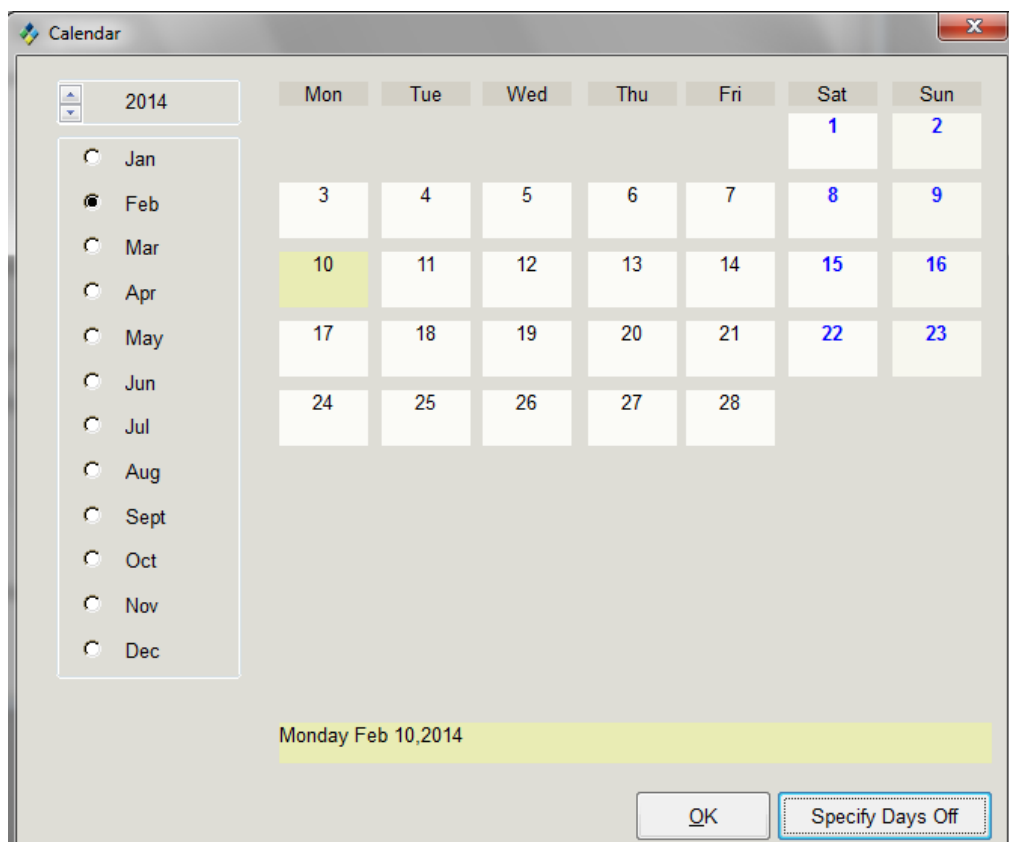 Calendar
2014
Jan
Feb
Mar
Apr
May
Jun
Jul
Aug
Sept
Oct
Nov
Dec
Mon Tue Wed Thu Fri Sat Sun
1 2
3 4 5 6 7 8 9
10 11 12 13 14 15 16
17 18 19 20 21 22 23
24 25 26 27 28
Monday Feb 10,2014
OK Specify Days Off